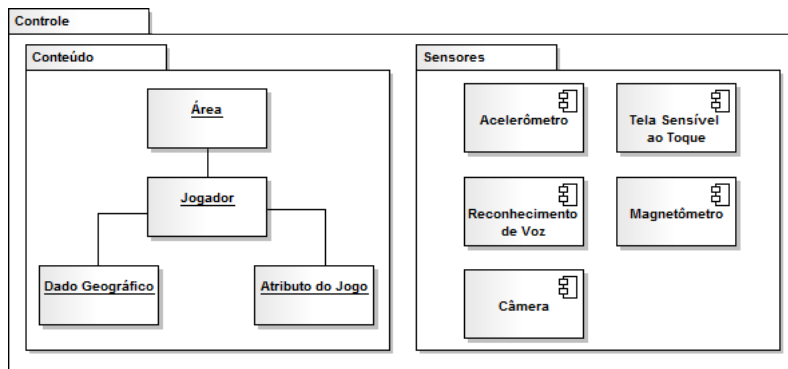 Controle
Conteúdo
Área
Jogador
Dado Geográfico
Atributo do Jogo
Sensores
Acelerômetro
Tela Sensível
ao Toque
Reconhecimento
de Voz
Magnetômetro
Câmera